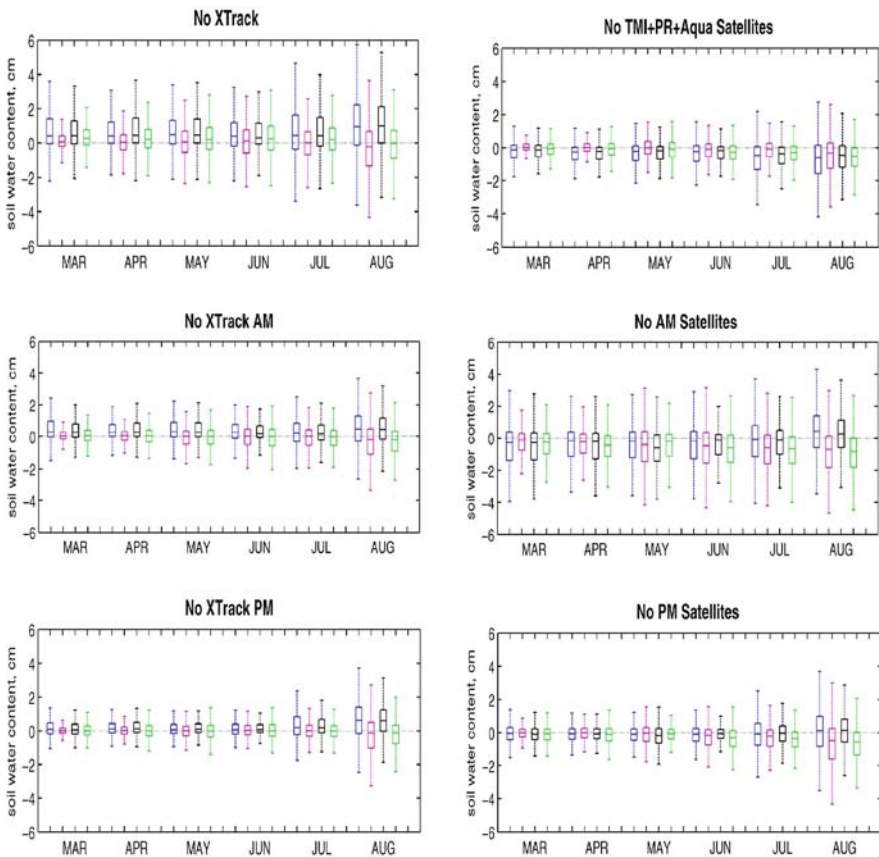 No XTrack
soil water content, cm
6
4
2
0
−2
−4
−6
MAR APR MAY JUN JUL AUG
No TMI+PR+Aqua Satellites
soil water content, cm
6
4
2
0
−2
−4
−6
MAR APR MAY JUN JUL AUG
No XTrack AM
soil water content, cm
6
4
2
0
−2
−4
−6
MAR APR MAY JUN JUL AUG
No AM Satellites
soil water content, cm
6
4
2
0
−2
−4
−6
MAR APR MAY JUN JUL AUG
No XTrack PM
soil water content, cm
6
4
2
0
−2
−4
−6
MAR APR MAY JUN JUL AUG
No PM Satellites
soil water content, cm
6
4
2
0
−2
−4
−6
MAR APR MAY JUN JUL AUG